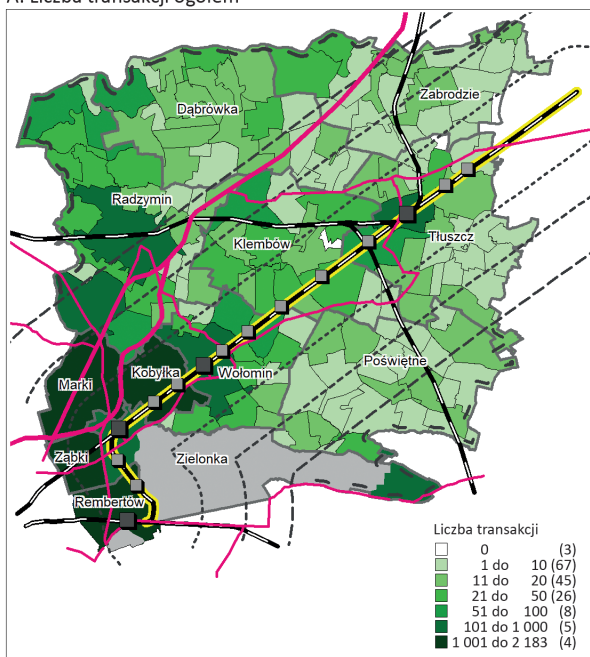 A. Liczba transakcji ogółem
Zabrodzie
Dąbrówka
Radzymin
Klembów
Tłuszcz
Kobyłka
Wołomin
Poświętne
Marki
Ząbki
Zielonka
Rembertów
Liczba transakcji
0 (3)
1 do 10 (67)
11 do 20 (45)
21 do 50 (26)
51 do 100 (8)
101 do 1 000 (5)
1 001 do 2 183 (4)